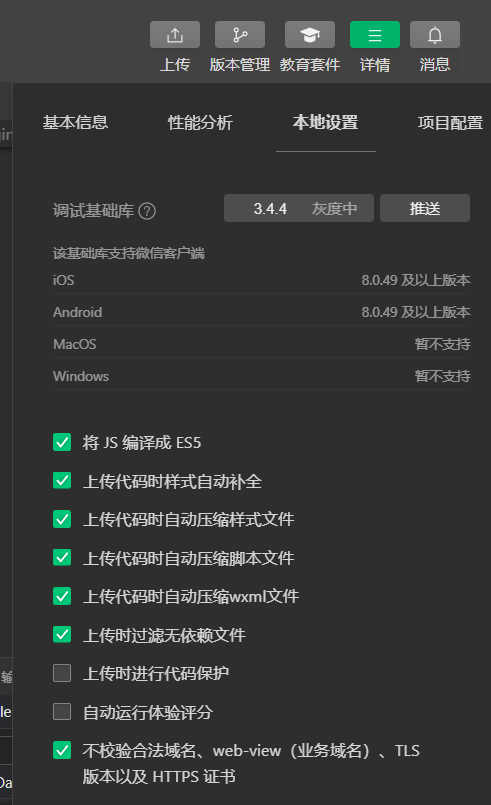 上传 版本管理 教育套件 详情 消息
基本信息 性能分析 本地设置 项目配置
调试基础库 ? 3.4.4 灰度中 推送
该基础库支持微信客户端
iOS 8.0.49 及以上版本
Android 8.0.49 及以上版本
MacOS 暂不支持
Windows 暂不支持
将 JS 编译成 ES5
上传代码时样式自动补全
上传代码时自动压缩样式文件
上传代码时自动压缩脚本文件
上传代码时自动压缩wxml文件
上传时过滤无依赖文件
输 上传时进行代码保护
le 自动运行体验评分
不校验合法域名、web-view（业务域名）、TLS
Da 版本以及 HTTPS 证书